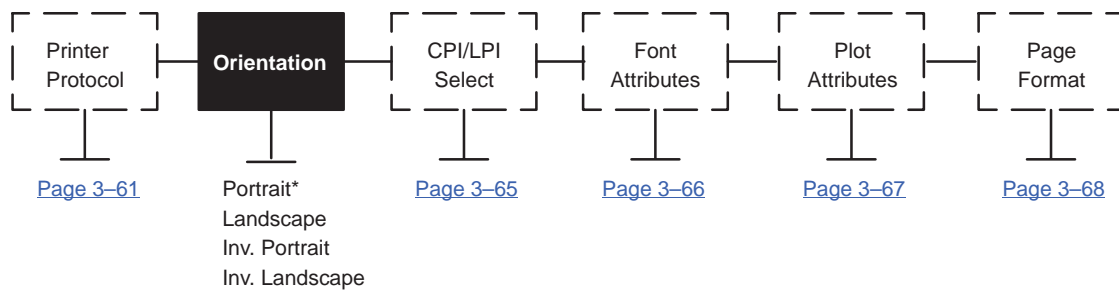 Printer
Protocol
Orientation
CPI/LPI
Select
Font
Attributes
Plot
Attributes
Page
Format
Page 3–61
Portrait*
Landscape
Inv. Portrait
Inv. Landscape
Page 3–65
Page 3–66
Page 3–67
Page 3–68